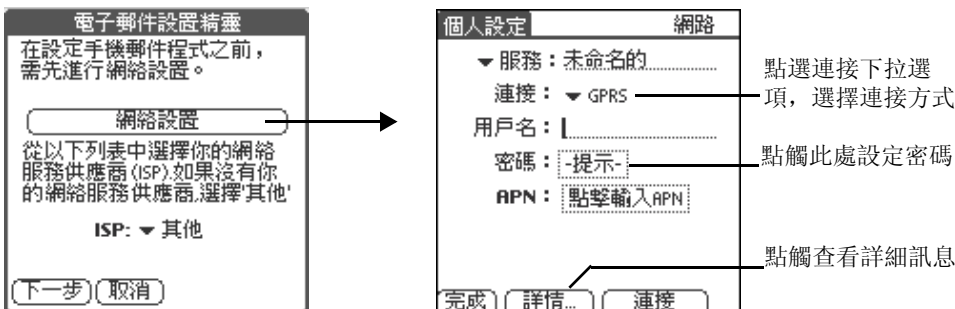 電子郵件設置精靈
在設定手機郵件程式之前，
需先進行網絡設置。
網絡設置
從以下列表中選擇你的網絡
服務供應商(ISP).如果沒有你
的網絡服務供應商,選擇'其他'
ISP: 其他
下一步 取消
個人設定 網路
服務：未命名的
連接： GPRS
用戶名：
密碼： -提示-
APN： 點擊輸入APN
完成 詳情... 連接
點選連接下拉選
項，選擇連接方式
點觸此處設定密碼
點觸查看詳細訊息